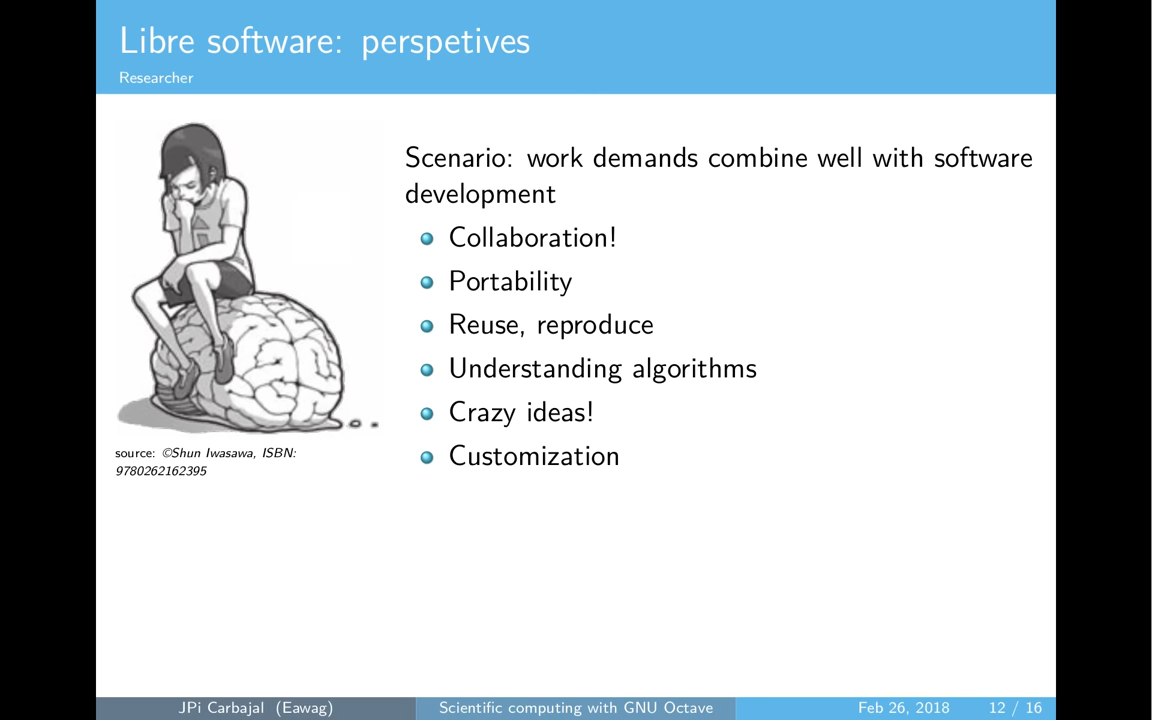 Libre software: perspetives
Researcher
Scenario: work demands combine well with software
development
Collaboration!
Portability
Reuse, reproduce
Understanding algorithms
Crazy ideas!
Customization
source: ©Shun Iwasawa, ISBN:
9780262162395
JPi Carbajal (Eawag) Scientific computing with GNU Octave Feb 26, 2018 12 / 16